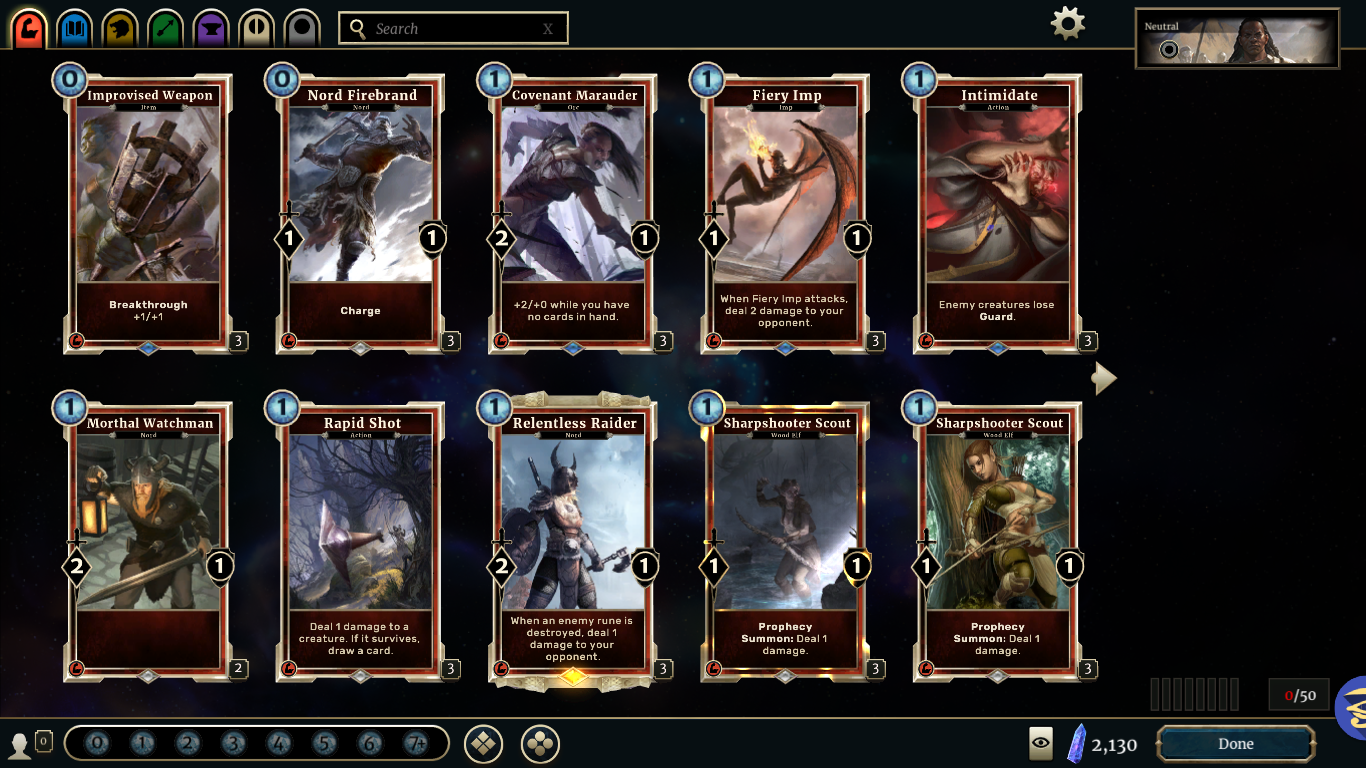 Search X
Neutral
0
Improvised Weapon
Item
Breakthrough
+1/+1
3
0
Nord Firebrand
Nord
1 1
Charge
3
1
Covenant Marauder
Orc
2 1
+2/+0 while you have
no cards in hand.
3
1
Fiery Imp
Imp
1 1
When Fiery Imp attacks,
deal 2 damage to your
opponent.
3
1
Intimidate
Action
Enemy creatures lose
Guard.
3
1
Morthal Watchman
Nord
2 1
2
1
Rapid Shot
Action
Deal 1 damage to a
creature. If it survives,
draw a card.
3
1
Relentless Raider
Nord
2 1
When an enemy rune is
destroyed, deal 1
damage to your
opponent.
3
1
Sharpshooter Scout
Wood Elf
1 1
Prophecy
Summon: Deal 1
damage.
3
1
Sharpshooter Scout
Wood Elf
1 1
Prophecy
Summon: Deal 1
damage.
3
0/50
0 0 1 2 3 4 5 6 7+ 2,130 Done